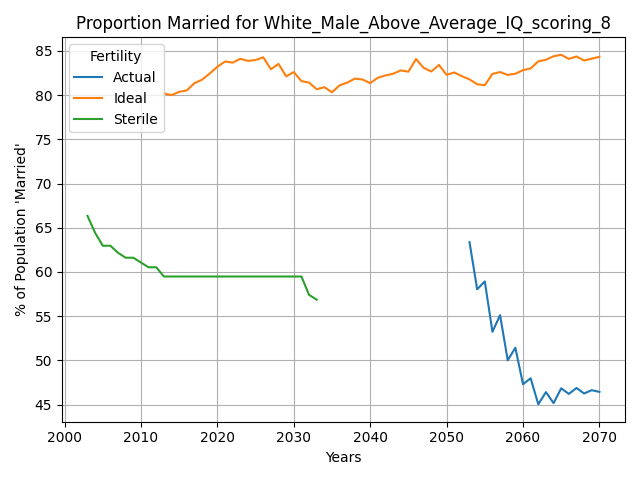 Proportion Married for White_Male_Above_Average_IQ_scoring_8
% of Population 'Married'
85
80
75
70
65
60
55
50
45
Fertility
Actual
Ideal
Sterile
2000 2010 2020 2030 2040 2050 2060 2070
Years